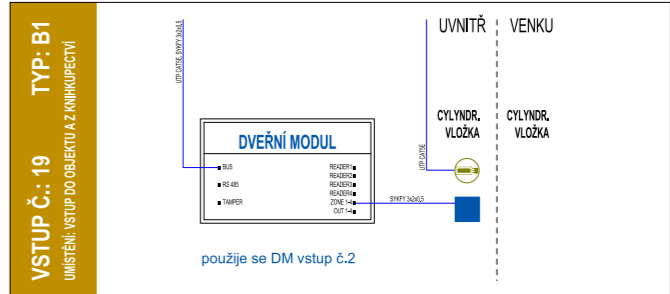 VSTUP Č.: 19 TYP: B1
UMÍSTĚNÍ: VSTUP DO OBJEKTU A Z KNIHKUPECTVÍ
UTP CAT5E, SYKFY 3x2x0,5
UVNITŘ
VENKU
CYLYNDR.
VLOŽKA
CYLYNDR.
VLOŽKA
UTP CAT5E
DVEŘNÍ MODUL
BUS
RS 485
TAMPER
READER1
READER2
READER3
READER4
ZONE 1-4
OUT 1-4
SYKFY 3x2x0,5
použije se DM vstup č.2